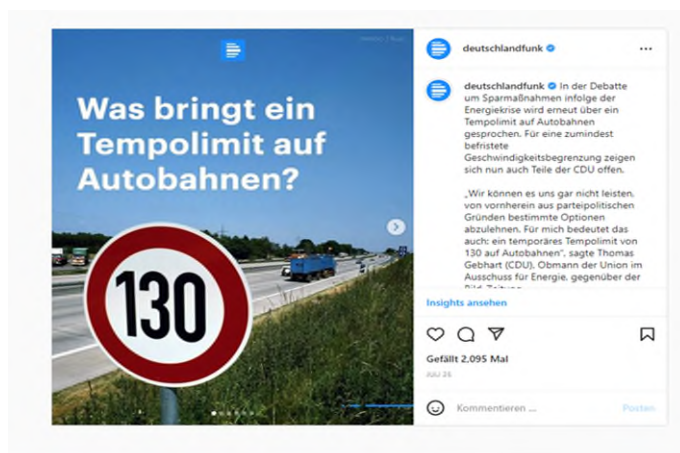 Was bringt ein
Tempolimit auf
Autobahnen?
130
deutschlandfunk
deutschlandfunk In der Debatte
um Sparmaßnahmen infolge der
Energiekrise wird erneut über ein
Tempolimit auf Autobahnen
gesprochen. Für eine zumindest
befristete
Geschwindigkeitsbegrenzung zeigen
sich nun auch Teile der CDU offen.
„Wir können es uns gar nicht leisten,
von vornherein aus parteipolitischen
Gründen bestimmte Optionen
abzulehnen. Für mich bedeutet das
auch: ein temporäres Tempolimit von
130 auf Autobahnen“, sagte Thomas
Gebhart (CDU), Obmann der Union im
Ausschuss für Energie, gegenüber der
Bild-Zeitung
Insights ansehen
Gefällt 2,095 Mal
JULI 26
Kommentieren ...
Posten